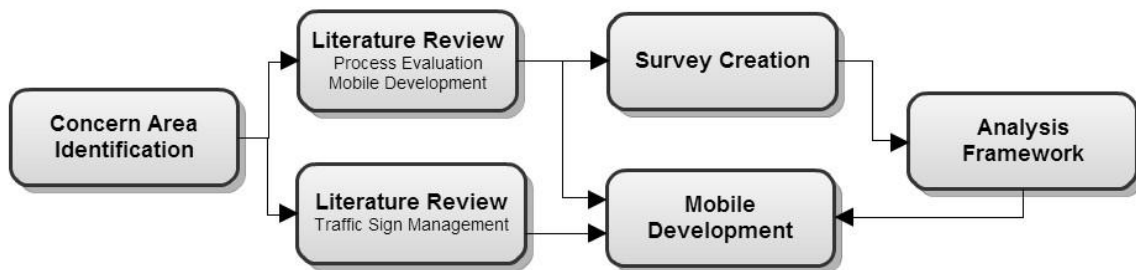 Concern Area
Identification
Literature Review
Process Evaluation
Mobile Development
Literature Review
Traffic Sign Management
Survey Creation
Mobile
Development
Analysis
Framework